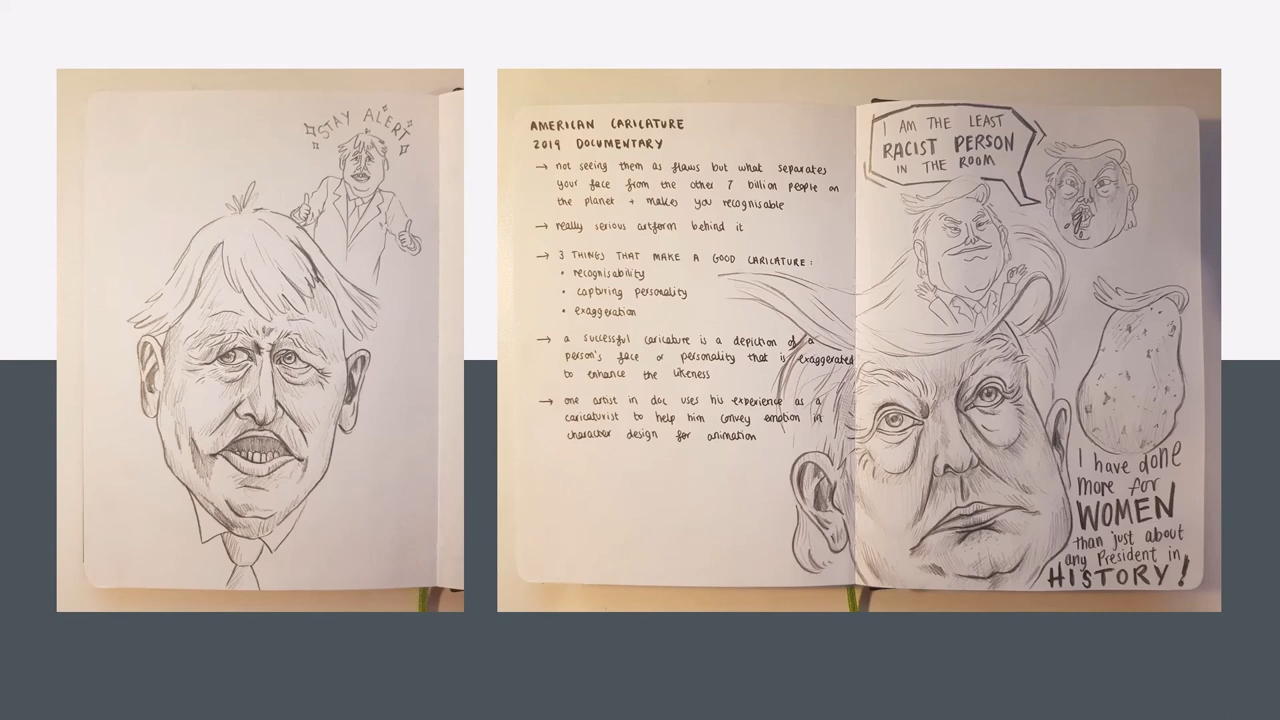 STAY ALERT
AMERICAN CARICATURE
2019 DOCUMENTARY
→ not seeing them as flaws but what separates
your face from the other 7 billion people on
the planet + makes you recognisable
→ really serious artform behind it
→ 3 THINGS THAT MAKE A GOOD CARICATURE:
• recognisability
• capturing personality
• exaggeration
→ a successful caricature is a depiction of a
person's face or personality that is exaggerated
to enhance the likeness
→ one artist in doc uses his experience as a
caricaturist to help him convey emotion in
character design for animation
I AM THE LEAST
RACIST PERSON
IN THE ROOM
I have done
more for
WOMEN
than just about
any President in
HISTORY!